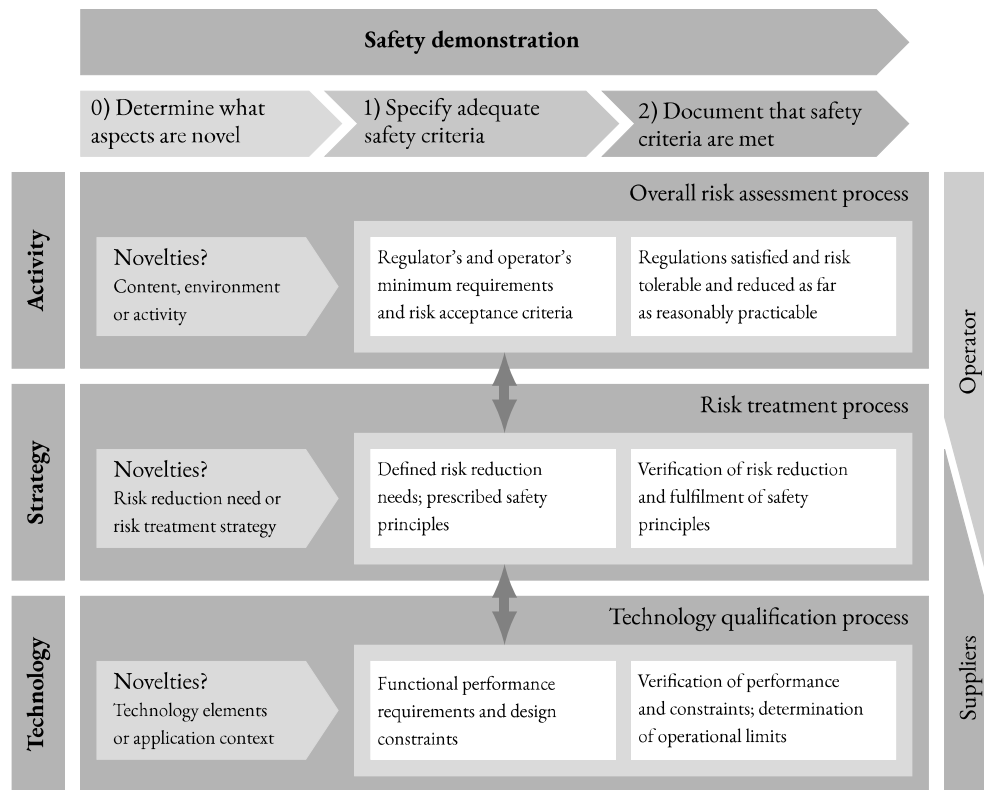 Safety demonstration
0) Determine what
aspects are novel
1) Specify adequate
safety criteria
2) Document that safety
criteria are met
Activity
Overall risk assessment process
Novelties?
Content, environment
or activity
Regulator's and operator's
minimum requirements
and risk acceptance criteria
Regulations satisfied and risk
tolerable and reduced as far
as reasonably practicable
Operator
Strategy
Risk treatment process
Novelties?
Risk reduction need or
risk treatment strategy
Defined risk reduction
needs; prescribed safety
principles
Verification of risk reduction
and fulfilment of safety
principles
Technology
Technology qualification process
Novelties?
Technology elements
or application context
Functional performance
requirements and design
constraints
Verification of performance
and constraints; determination
of operational limits
Suppliers